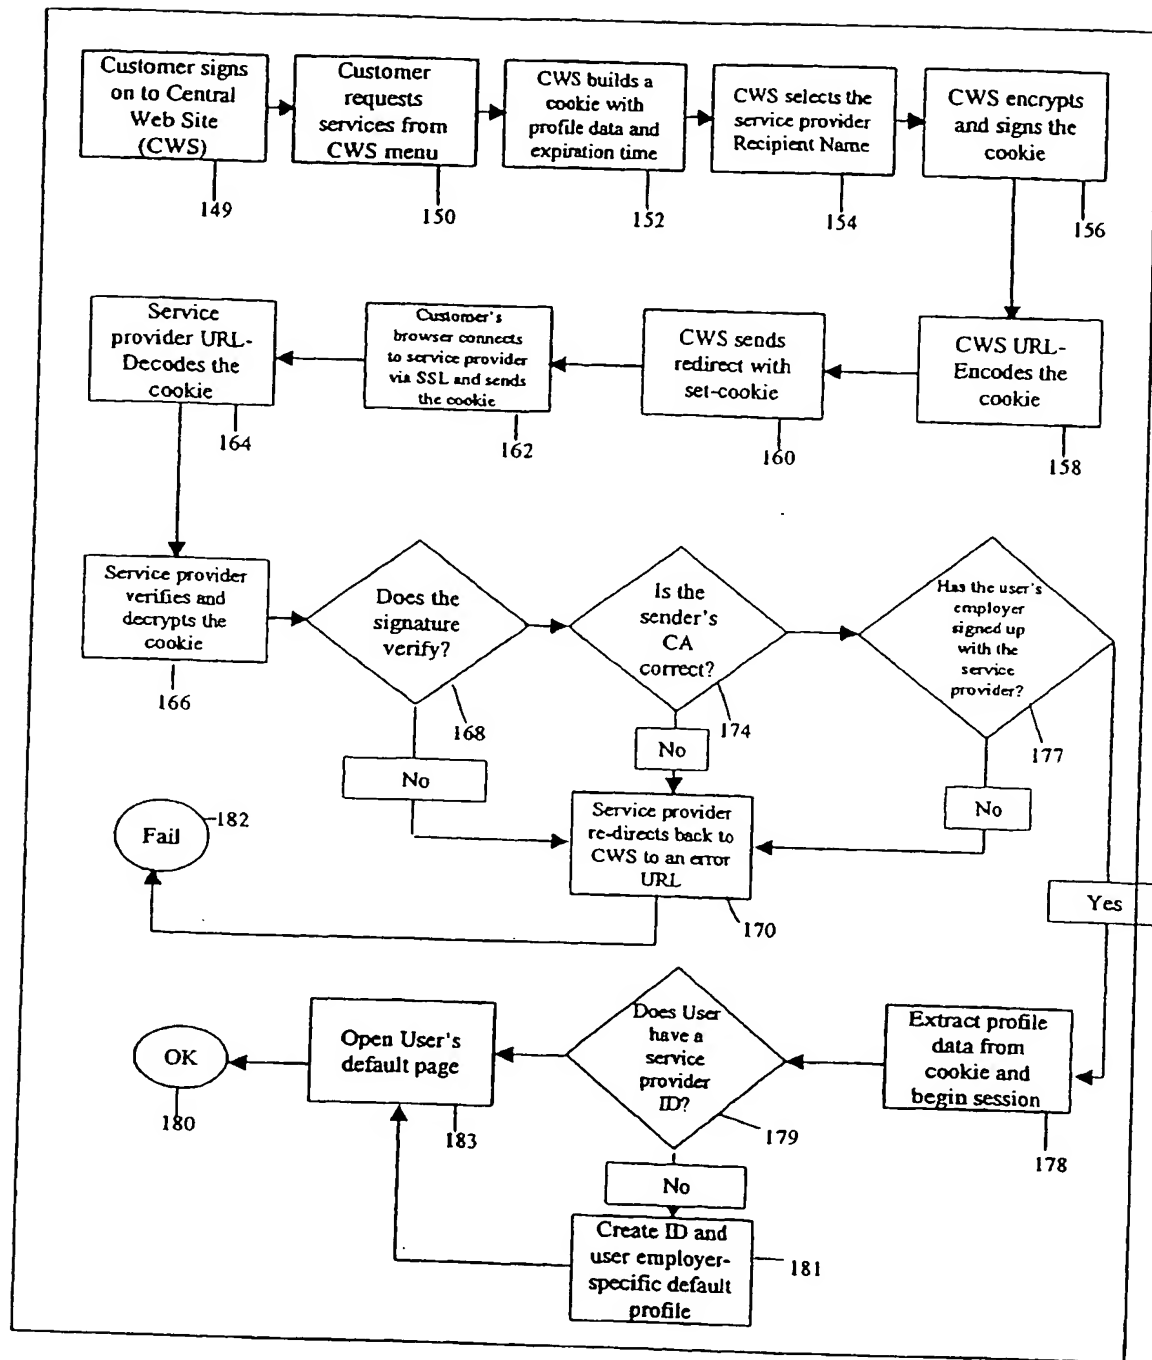 Customer signs
on to Central
Web Site
(CWS)
149
Customer
requests
services from
CWS menu
150
CWS builds a
cookie with
profile data and
expiration time
152
CWS selects the
service provider
Recipient Name
154
CWS encrypts
and signs the
cookie
156
Service
provider URL-
Decodes the
cookie
164
Customer's
browser connects
to service provider
via SSL and sends
the cookie
162
CWS sends
redirect with
set-cookie
160
CWS URL-
Encodes the
cookie
158
Service provider
verifies and
decrypts the
cookie
166
Does the
signature
verify?
168
Is the
sender's
CA
correct?
174
Has the user's
employer
signed up
with the
service
provider?
177
No
No
No
Fail
182
Service provider
re-directs back to
CWS to an error
URL
170
Yes
OK
180
Open User's
default page
183
Does User
have a
service
provider
ID?
179
Extract profile
data from
cookie and
begin session
178
No
Create ID and
user employer-
specific default
profile
181